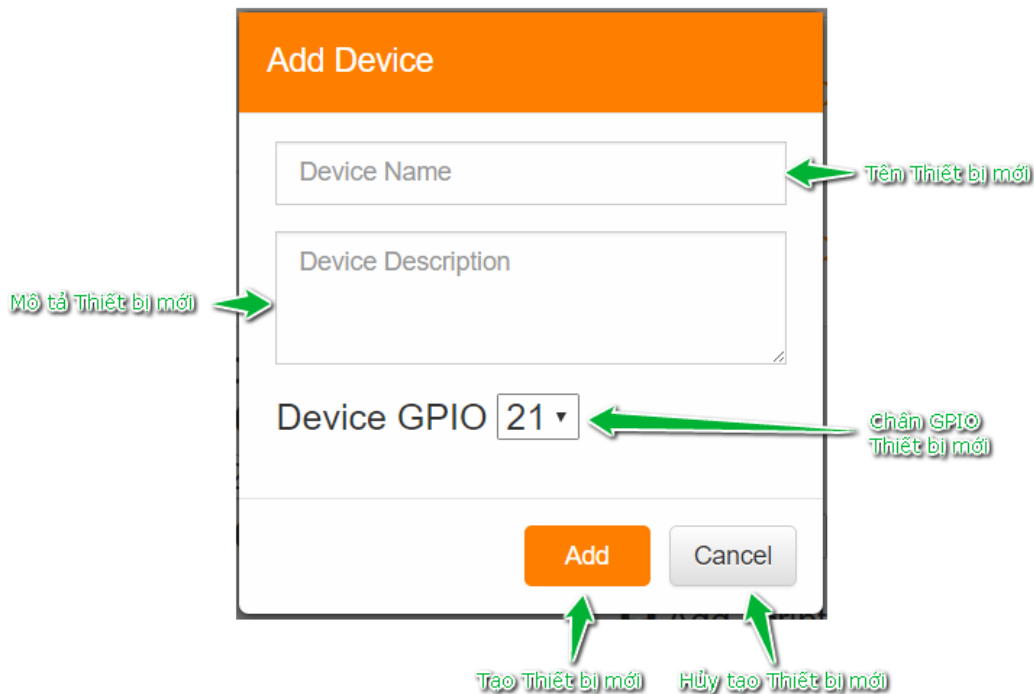 Add Device
Device Name
Tên Thiết bị mới
Device Description
Mô tả Thiết bị mới
Device GPIO 21
Chân GPIO
Thiết bị mới
Add
Cancel
Tạo Thiết bị mới
Hủy tạo Thiết bị mới